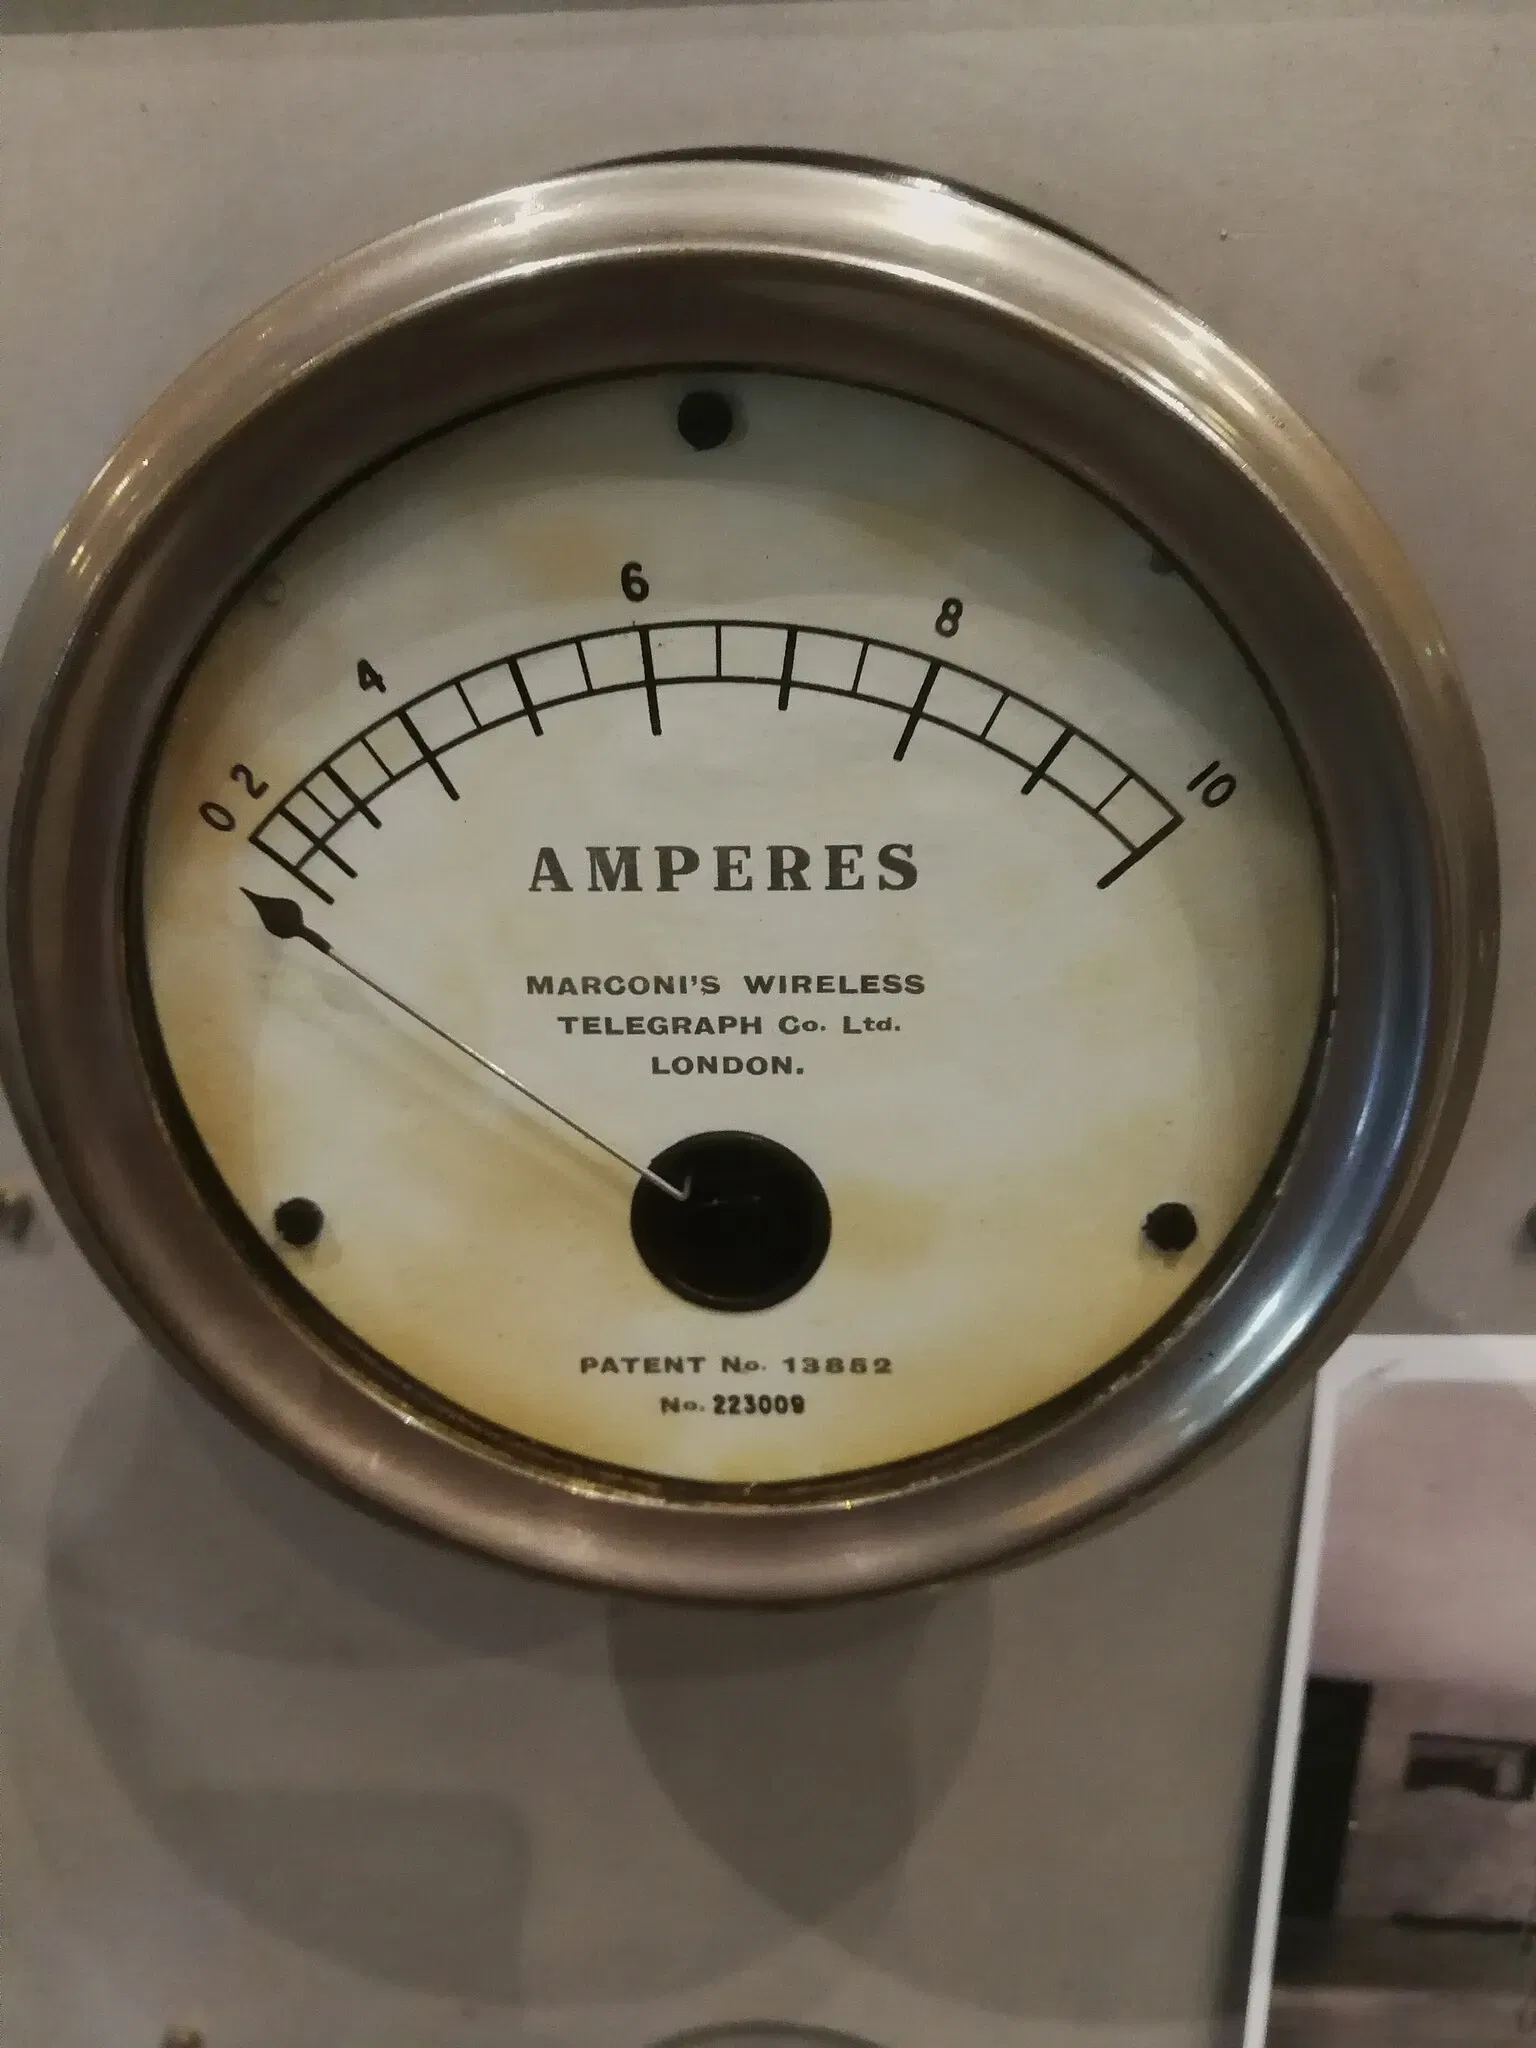 0 2 4 6 8 10
AMPERES
MARCONI'S WIRELESS
TELEGRAPH Co. Ltd.
LONDON.
PATENT No. 13852
No. 223009